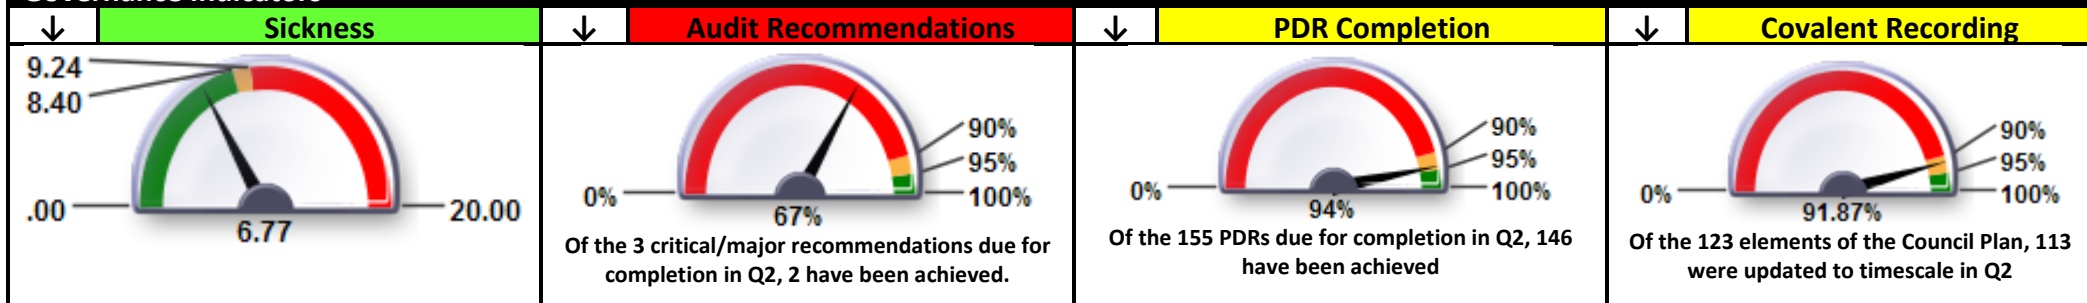 Governance Indicators
↓ Sickness
↓ Audit Recommendations
↓ PDR Completion
↓ Covalent Recording
9.24
8.40
.00
20.00
6.77
90%
95%
0%
100%
67%
Of the 3 critical/major recommendations due for
completion in Q2, 2 have been achieved.
90%
95%
0%
100%
94%
Of the 155 PDRs due for completion in Q2, 146
have been achieved
90%
95%
0%
100%
91.87%
Of the 123 elements of the Council Plan, 113
were updated to timescale in Q2